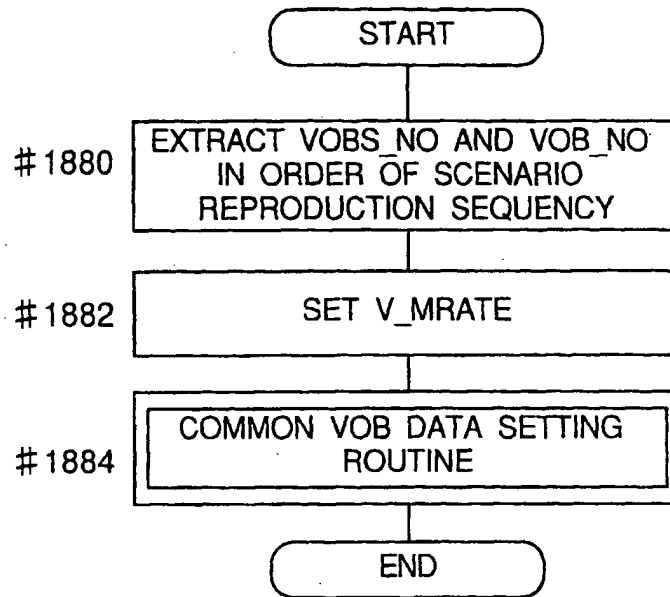 START
#1880
EXTRACT VOBS_NO AND VOB_NO
IN ORDER OF SCENARIO
REPRODUCTION SEQUENCY
#1882
SET V_MRATE
#1884
COMMON VOB DATA SETTING
ROUTINE
END